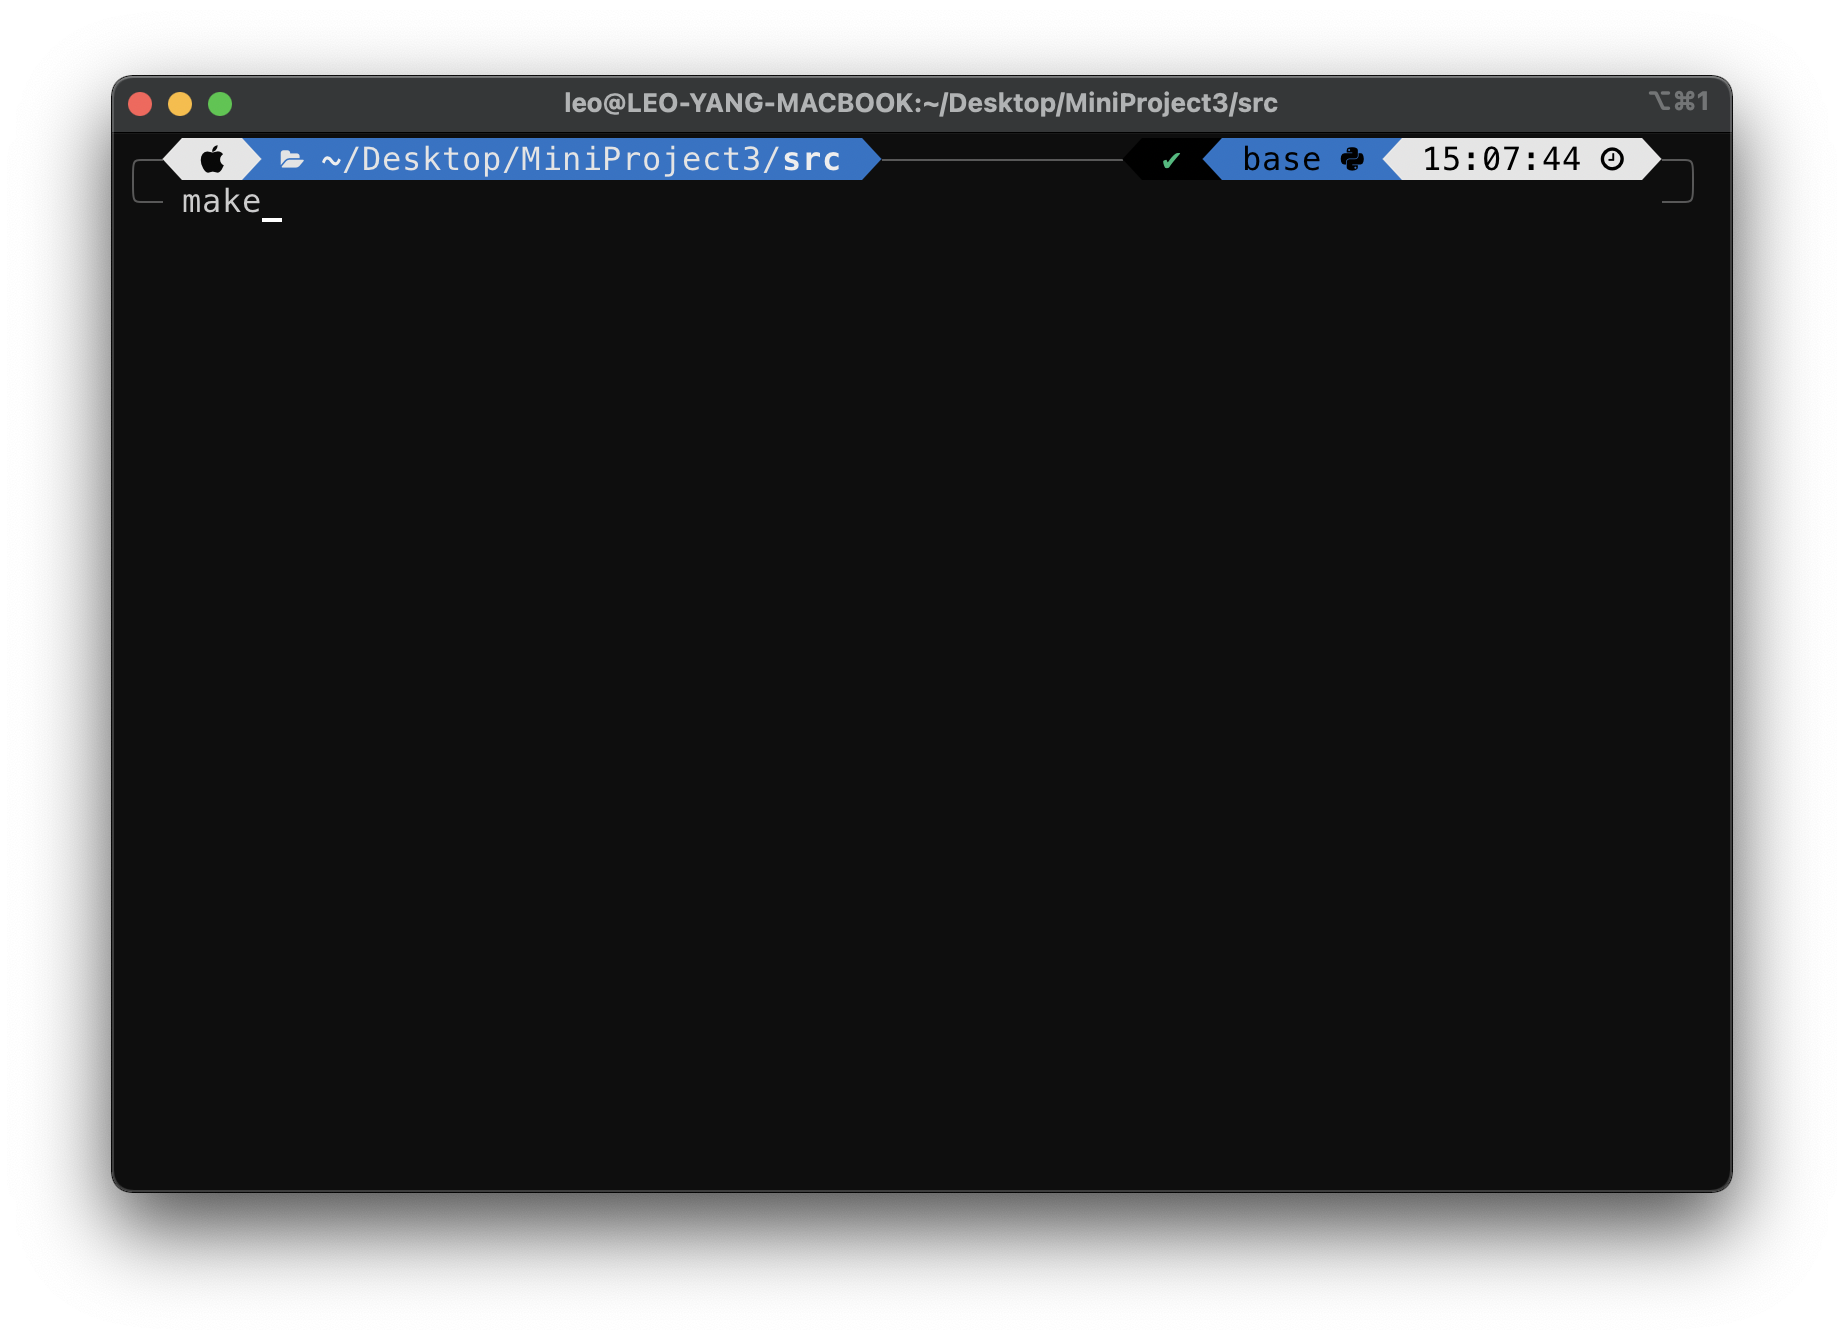 leo@LEO-YANG-MACBOOK:~/Desktop/MiniProject3/src ⌥⌘1
~/Desktop/MiniProject3/src ✔ base 15:07:44
make_